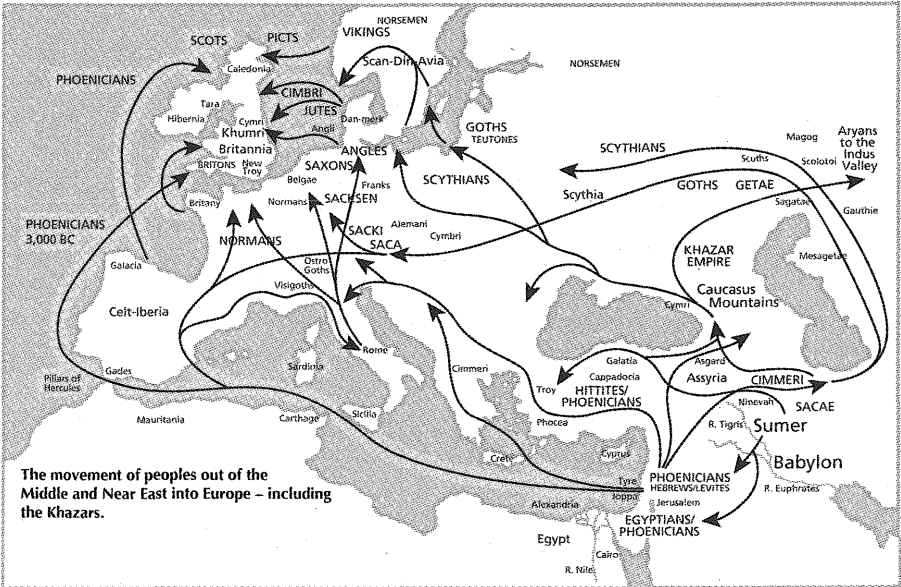 NORSEMEN
VIKINGS
SCOTS
PICTS
Scan-Din-Avia
NORSEMEN
PHOENICIANS
Caledonia
CIMBRI
JUTES
Dan-merk
Tara
Hibernia
Cymri
Khumri
Angli
Britannia
GOTHS
TEUTONES
BRITONS
New
Troy
ANGLES
SAXONS
Belgae
Franks
SACHSEN
Normans
Britany
SCYTHIANS
SCYTHIANS
Magog
Scolotoi
Scuths
Aryans
to the
Indus
Valley
Scythia
GOTHS
GETAE
Sagatae
Gauthie
PHOENICIANS
3,000 BC
NORMANS
SACKI
SACA
Alemani
Cymbri
Ostro
Goths
Visigoths
Galacia
Celt-Iberia
KHAZAR
EMPIRE
Mesagetae
Caucasus
Mountains
Cymri
Rome
Sardinia
Cimmeri
Galatia
Asgard
Cappadocia
Assyria
CIMMERI
Troy
HITTITES/
PHOENICIANS
Ninevah
SACAE
Pillars of
Hercules
Gades
Mauritania
Carthage
Sicilia
Phocea
R. Tigris
Sumer
Crete
Cyprus
Babylon
Tyre
PHOENICIANS
HEBREWS/LEVITES
Joppa
Jerusalem
R. Euphrates
Alexandria
EGYPTIANS/
PHOENICIANS
Egypt
Cairo
R. Nile
The movement of peoples out of the
Middle and Near East into Europe – including
the Khazars.